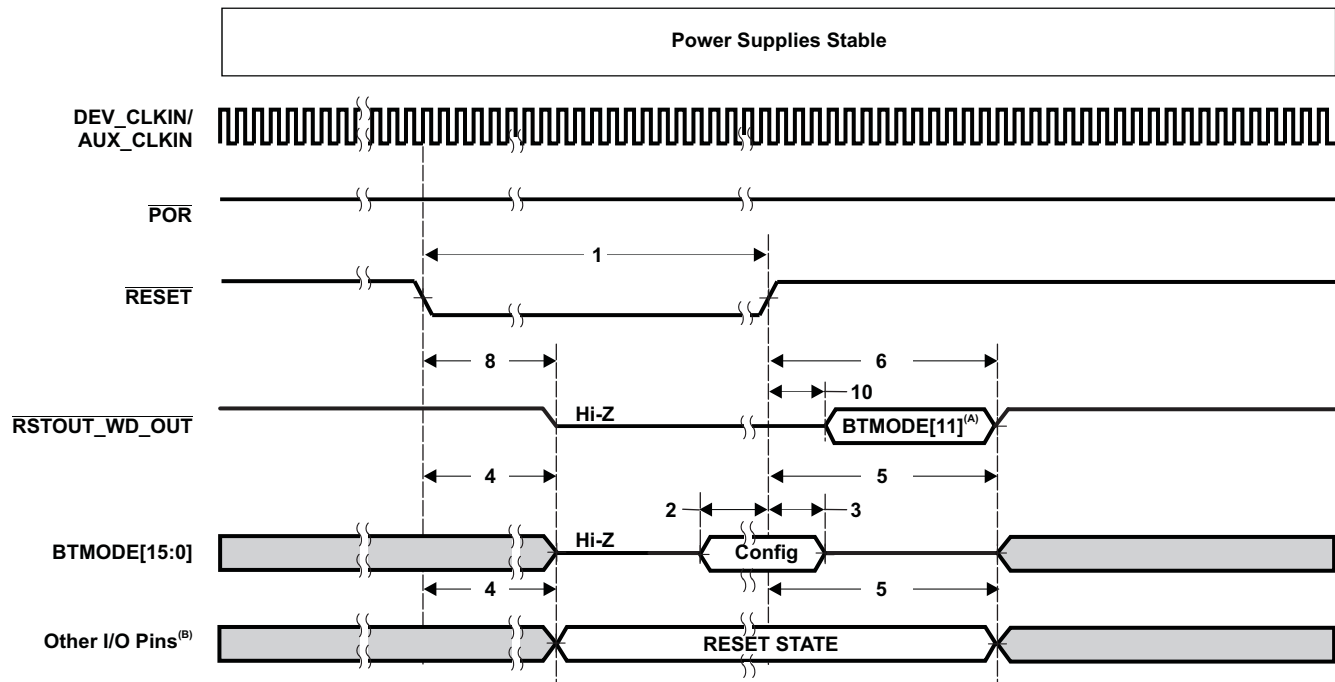 Power Supplies Stable
DEV_CLKIN/
AUX_CLKIN
POR
1
RESET
8
6
10
RSTOUT_WD_OUT
Hi-Z
BTMODE[11](A)
4
5
2
3
BTMODE[15:0]
Hi-Z
Config
4
5
Other I/O Pins(B)
RESET STATE